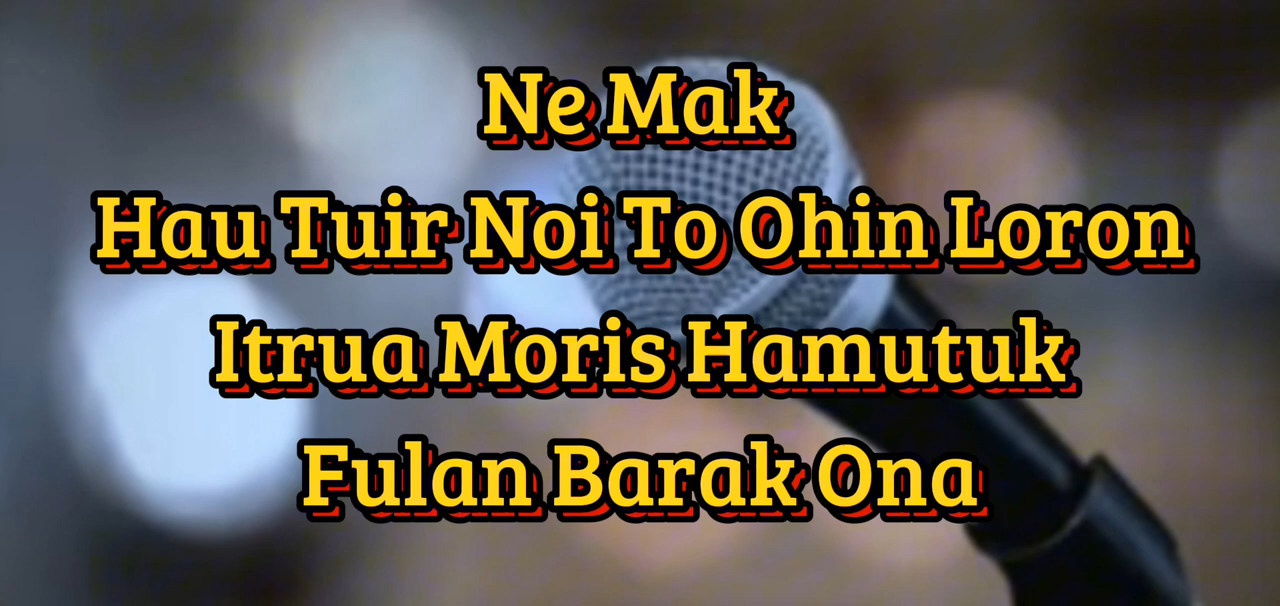 Ne Mak
Hau Tuir Noi To Ohin Loron
Itrua Moris Hamutuk
Fulan Barak Ona